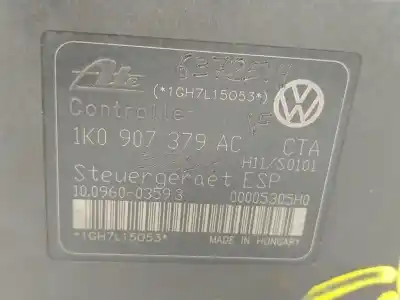 Ate
(*1GH7L15053*)
Controller
1K0 907 379 AC CTA
H11/S0101
Steuergeraet ESP
10.0960-0359.3 00005305H0
*1GH7L15053* MADE IN HUNGARY